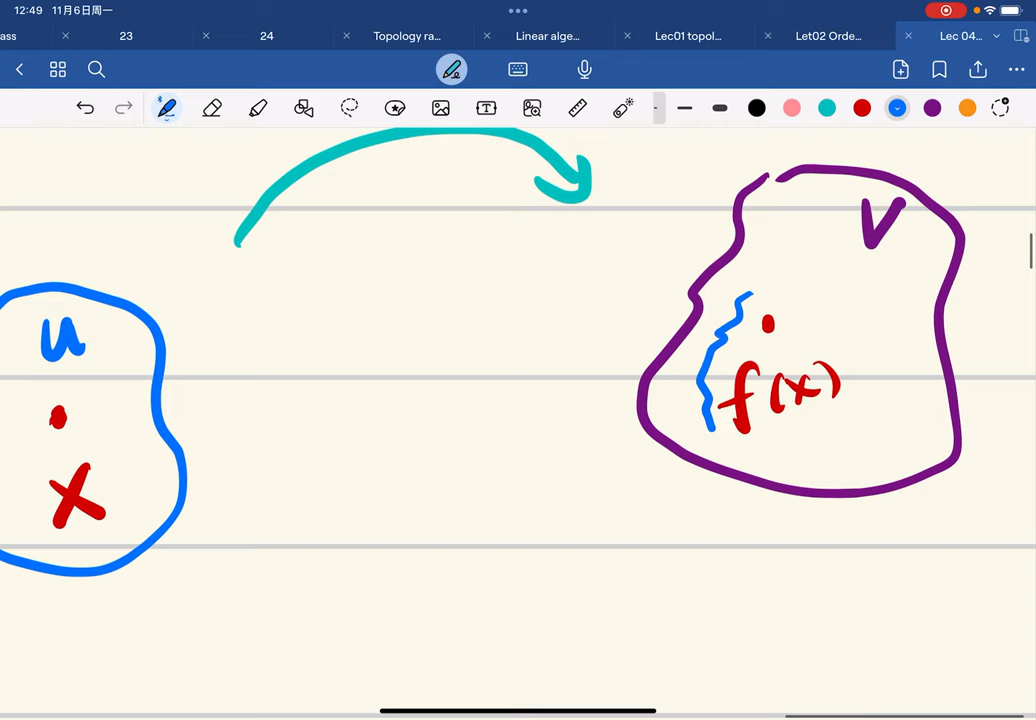 12:49 11月6日周一
ass 23 24 Topology ra... Linear alge... Lec01 topol... Let02 Orde... Lec 04...
V
u
f(x)
x